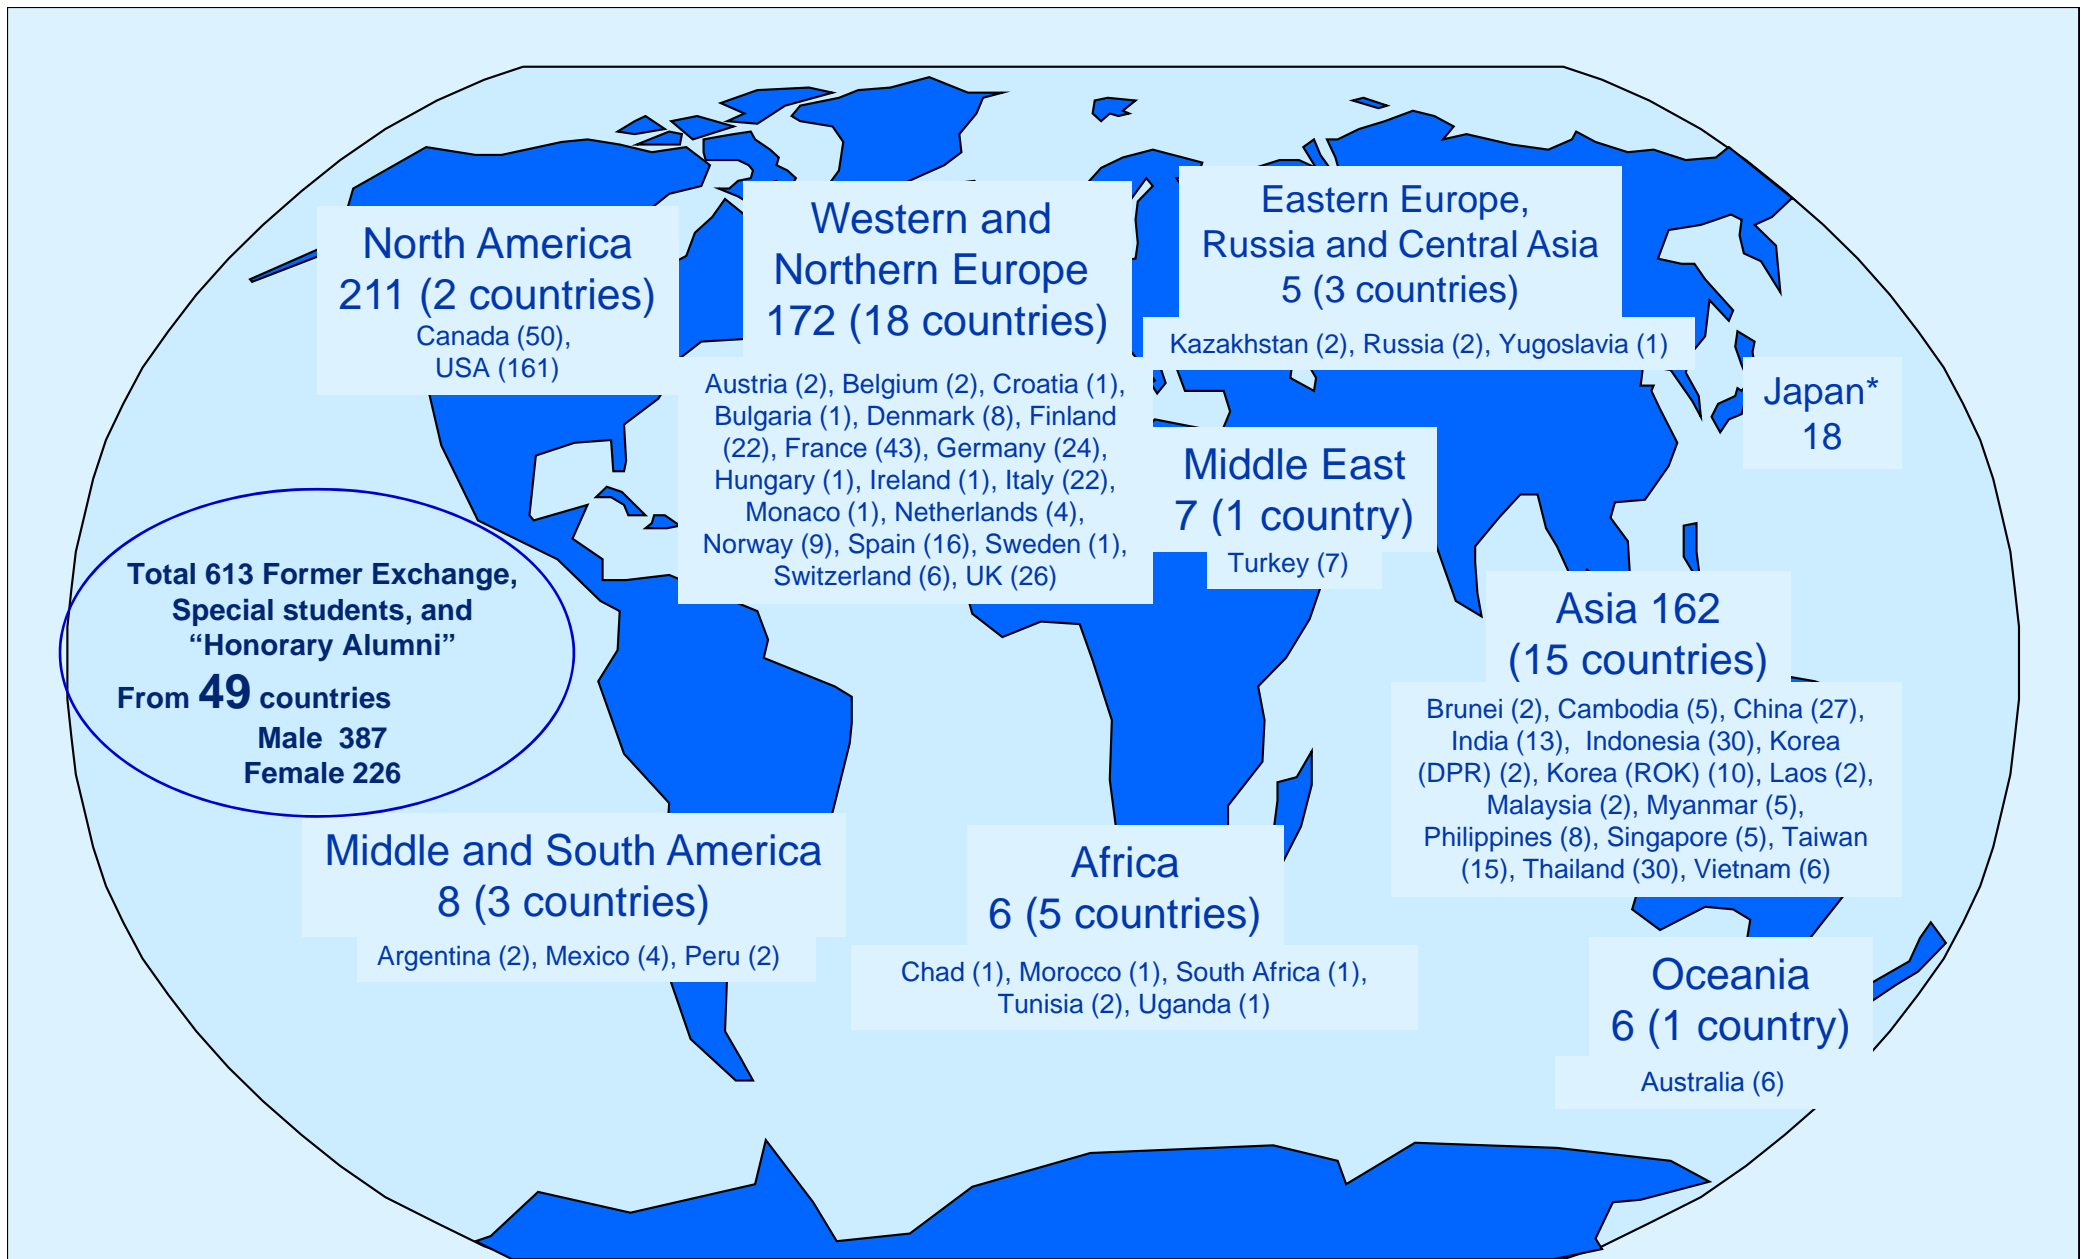 North America
211 (2 countries)
Canada (50),
USA (161)
Western and
Northern Europe
172 (18 countries)
Austria (2), Belgium (2), Croatia (1),
Bulgaria (1), Denmark (8), Finland
(22), France (43), Germany (24),
Hungary (1), Ireland (1), Italy (22),
Monaco (1), Netherlands (4),
Norway (9), Spain (16), Sweden (1),
Switzerland (6), UK (26)
Eastern Europe,
Russia and Central Asia
5 (3 countries)
Kazakhstan (2), Russia (2), Yugoslavia (1)
Japan*
18
Middle East
7 (1 country)
Turkey (7)
Total 613 Former Exchange,
Special students, and
“Honorary Alumni”
From 49 countries
Male 387
Female 226
Asia 162
(15 countries)
Brunei (2), Cambodia (5), China (27),
India (13), Indonesia (30), Korea
(DPR) (2), Korea (ROK) (10), Laos (2),
Malaysia (2), Myanmar (5),
Philippines (8), Singapore (5), Taiwan
(15), Thailand (30), Vietnam (6)
Middle and South America
8 (3 countries)
Argentina (2), Mexico (4), Peru (2)
Africa
6 (5 countries)
Chad (1), Morocco (1), South Africa (1),
Tunisia (2), Uganda (1)
Oceania
6 (1 country)
Australia (6)